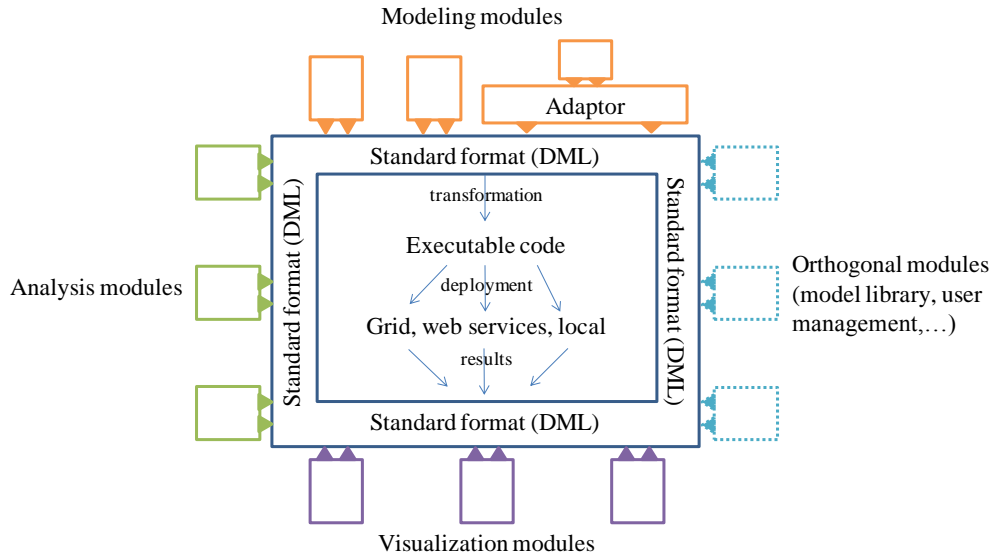 Modeling modules
Adaptor
Standard format (DML)
transformation
Executable code
deployment
Grid, web services, local
results
Standard format (DML)
Standard format (DML)
Standard format (DML)
Analysis modules
Orthogonal modules
(model library, user
management,…)
Visualization modules